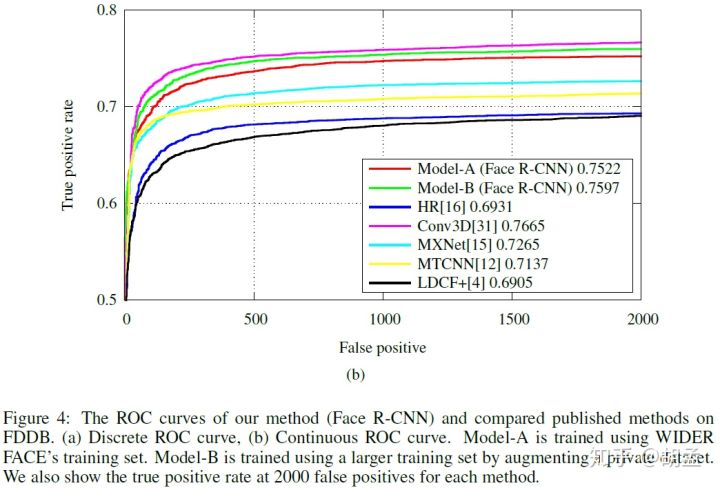 0.8
0.7
0.6
0.5
True positive rate
Model-A (Face R-CNN) 0.7522
Model-B (Face R-CNN) 0.7597
HR[16] 0.6931
Conv3D[31] 0.7665
MXNet[15] 0.7265
MTCNN[12] 0.7137
LDCF+[4] 0.6905
0 500 1000 1500 2000
False positive
(b)
Figure 4: The ROC curves of our method (Face R-CNN) and compared published methods on
FDDB. (a) Discrete ROC curve, (b) Continuous ROC curve. Model-A is trained using WIDER
FACE's training set. Model-B is trained using a larger training set by augmenting a private dataset.
We also show the true positive rate at 2000 false positives for each method.
知乎 @胡孟